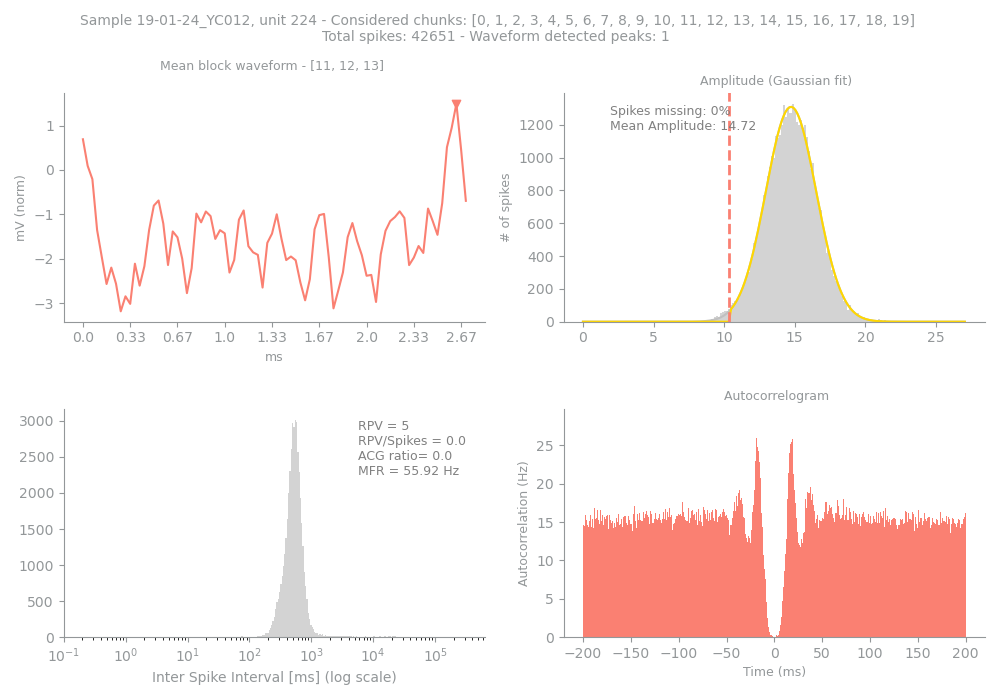 Sample 19-01-24_YC012, unit 224 - Considered chunks: [0, 1, 2, 3, 4, 5, 6, 7, 8, 9, 10, 11, 12, 13, 14, 15, 16, 17, 18, 19]
Total spikes: 42651 - Waveform detected peaks: 1
Mean block waveform - [11, 12, 13]
mV (norm)
1
0
−1
−2
−3
0.0 0.33 0.67 1.0 1.33 1.67 2.0 2.33 2.67
ms
Amplitude (Gaussian fit)
Spikes missing: 0%
Mean Amplitude: 14.72
# of spikes
1200
1000
800
600
400
200
0
0 5 10 15 20 25
RPV = 5
RPV/Spikes = 0.0
ACG ratio= 0.0
MFR = 55.92 Hz
3000
2500
2000
1500
1000
500
0
10⁻¹ 10⁰ 10¹ 10² 10³ 10⁴ 10⁵
Inter Spike Interval [ms] (log scale)
Autocorrelogram
Autocorrelation (Hz)
25
20
15
10
5
0
−200 −150 −100 −50 0 50 100 150 200
Time (ms)